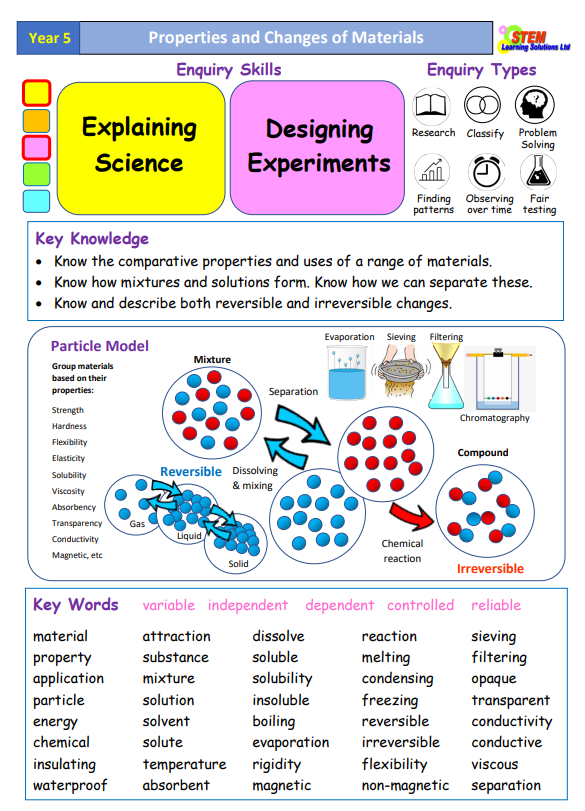 Year 5
Properties and Changes of Materials
STEM
Learning Solutions Ltd
Enquiry Skills
Enquiry Types
Explaining
Science
Designing
Experiments
Research
Classify
Problem
Solving
Finding
patterns
Observing
over time
Fair
testing
Key Knowledge
• Know the comparative properties and uses of a range of materials.
• Know how mixtures and solutions form. Know how we can separate these.
• Know and describe both reversible and irreversible changes.
Particle Model
Group materials
based on their
properties:
Strength
Hardness
Flexibility
Elasticity
Solubility
Viscosity
Absorbency
Transparency
Conductivity
Magnetic, etc
Mixture
Separation
Evaporation
Sieving
Filtering
Chromatography
Reversible
Dissolving
& mixing
Gas
Liquid
Solid
Compound
Chemical
reaction
Irreversible
Key Words variable independent dependent controlled reliable
material attraction dissolve reaction sieving
property substance soluble melting filtering
application mixture solubility condensing opaque
particle solution insoluble freezing transparent
energy solvent boiling reversible conductivity
chemical solute evaporation irreversible conductive
insulating temperature rigidity flexibility viscous
waterproof absorbent magnetic non-magnetic separation